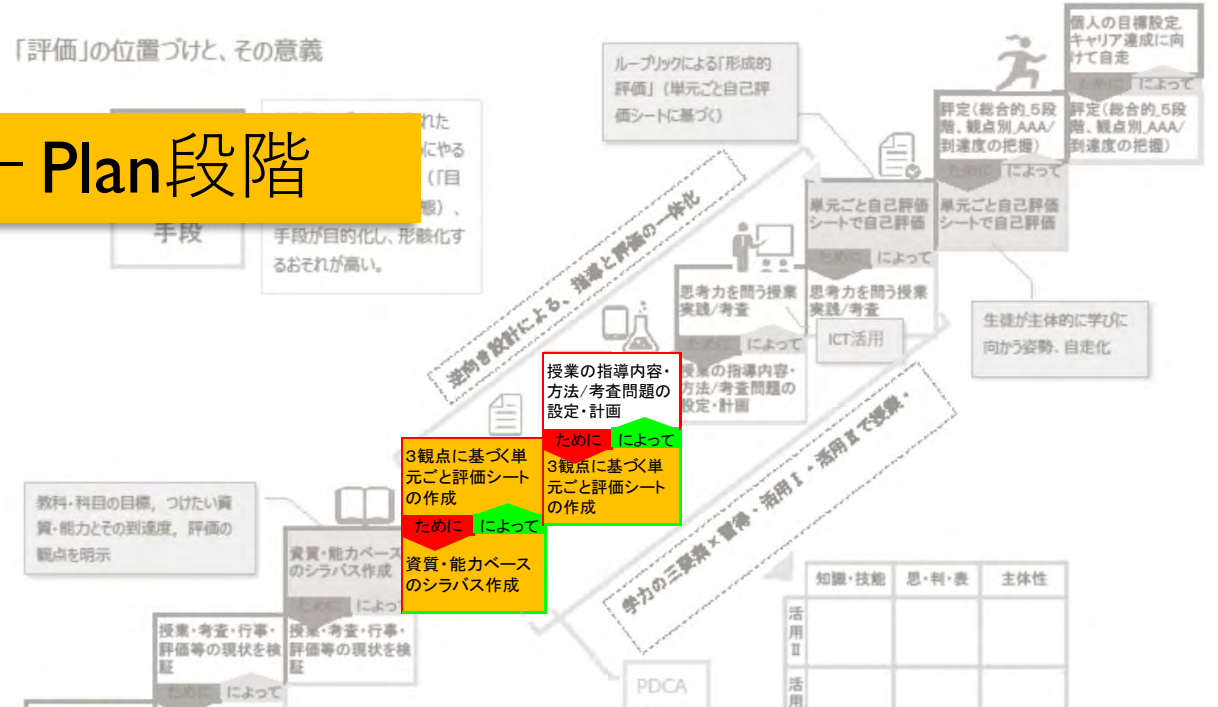 「評価」の位置づけと、その意義
Plan段階
れた
にやる
(「目
態)、
手段
手段が目的化し、形骸化す
るおそれが高い。
ルーブリックによる「形成的
評価」(単元ごと自己評
価シートに基づく)
個人の目標設定,
キャリア達成に向
けて自走
ために
によって
評定(総合的_5段
階、観点別_AAA/
到達度の把握)
評定(総合的_5段
階、観点別_AAA/
到達度の把握)
ために
によって
単元ごと自己評価
シートで自己評価
単元ごと自己評価
シートで自己評価
ために
によって
思考力を問う授業
実践/考査
思考力を問う授業
実践/考査
ICT活用
生徒が主体的に学びに
向かう姿勢、自走化
逆向き設計による、指導と評価の一体化
ために
によって
授業の指導内容・
方法/考査問題の
設定・計画
授業の指導内容・
方法/考査問題の
設定・計画
ために
によって
3観点に基づく単
元ごと評価シート
の作成
3観点に基づく単
元ごと評価シート
の作成
ために
によって
資質・能力ベース
のシラバス作成
資質・能力ベース
のシラバス作成
学力の三要素×習得・活用Ⅰ・活用Ⅱで授業・
教科・科目の目標，つけたい資
質・能力とその到達度，評価の
観点を明示
ために
によって
授業・考査・行事・
評価等の現状を検
証
授業・考査・行事・
評価等の現状を検
証
ために
によって
PDCA
知識・技能
思・判・表
主体性
活用Ⅱ
活用